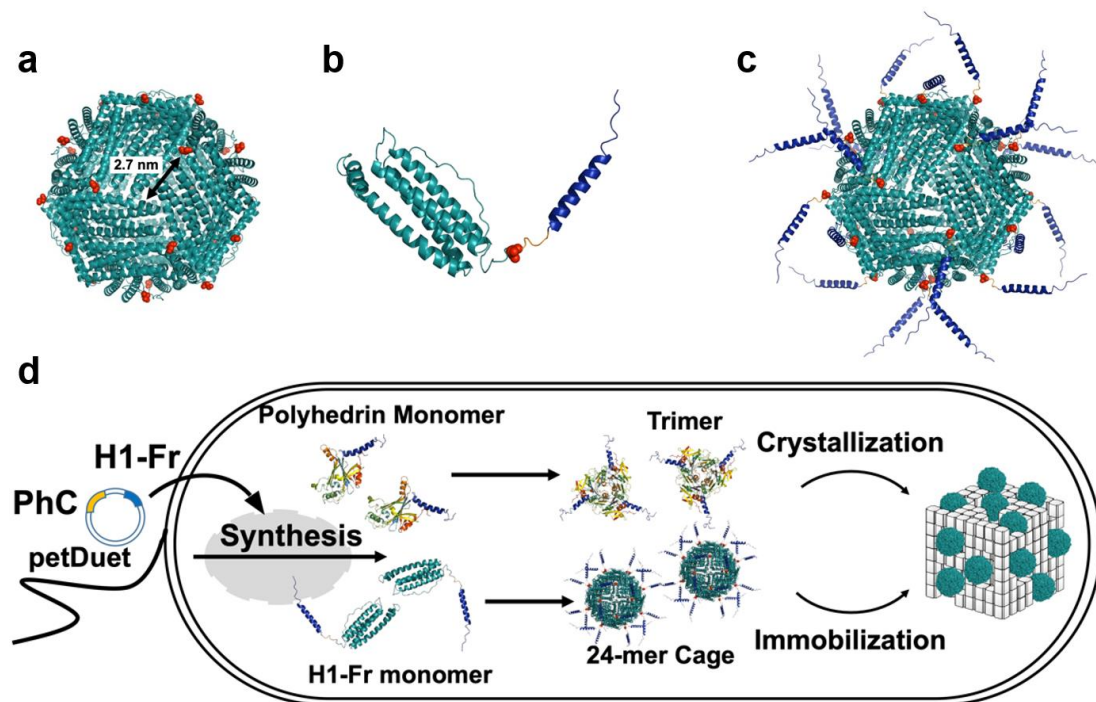 a
b
c
2.7 nm
d
Polyhedrin Monomer
Trimer
Crystallization
H1-Fr
PhC
petDuet
Synthesis
H1-Fr monomer
24-mer Cage
Immobilization